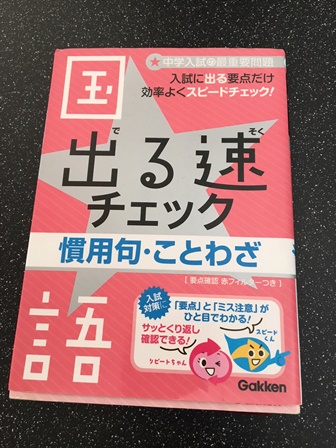 国語
★中学入試の最重要問題
入試に出る要点だけ
効率よくスピードチェック!
で そく
出る速
チェック
慣用句・ことわざ
[ 要点確認 赤フィルターつき ]
入試
対策に
「要点」と「ミス注意」が
ひと目でわかる!
サッとくり返し
確認できる!
スピード
くん
リピートちゃん
Gakken